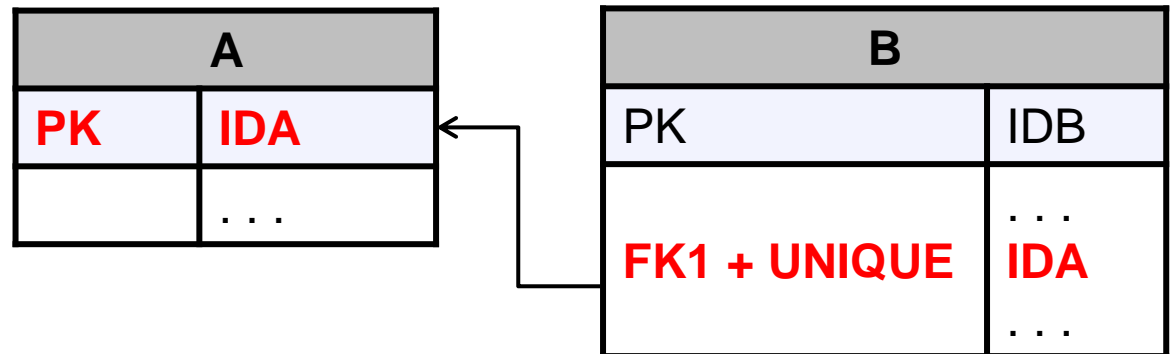 A
PK IDA
. . .
B
PK IDB
. . .
FK1 + UNIQUE IDA
. . .